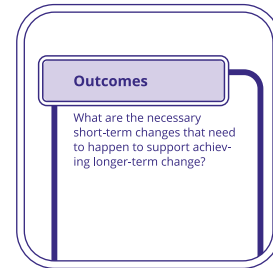 Outcomes
What are the necessary
short-term changes that need
to happen to support achiev-
ing longer-term change?